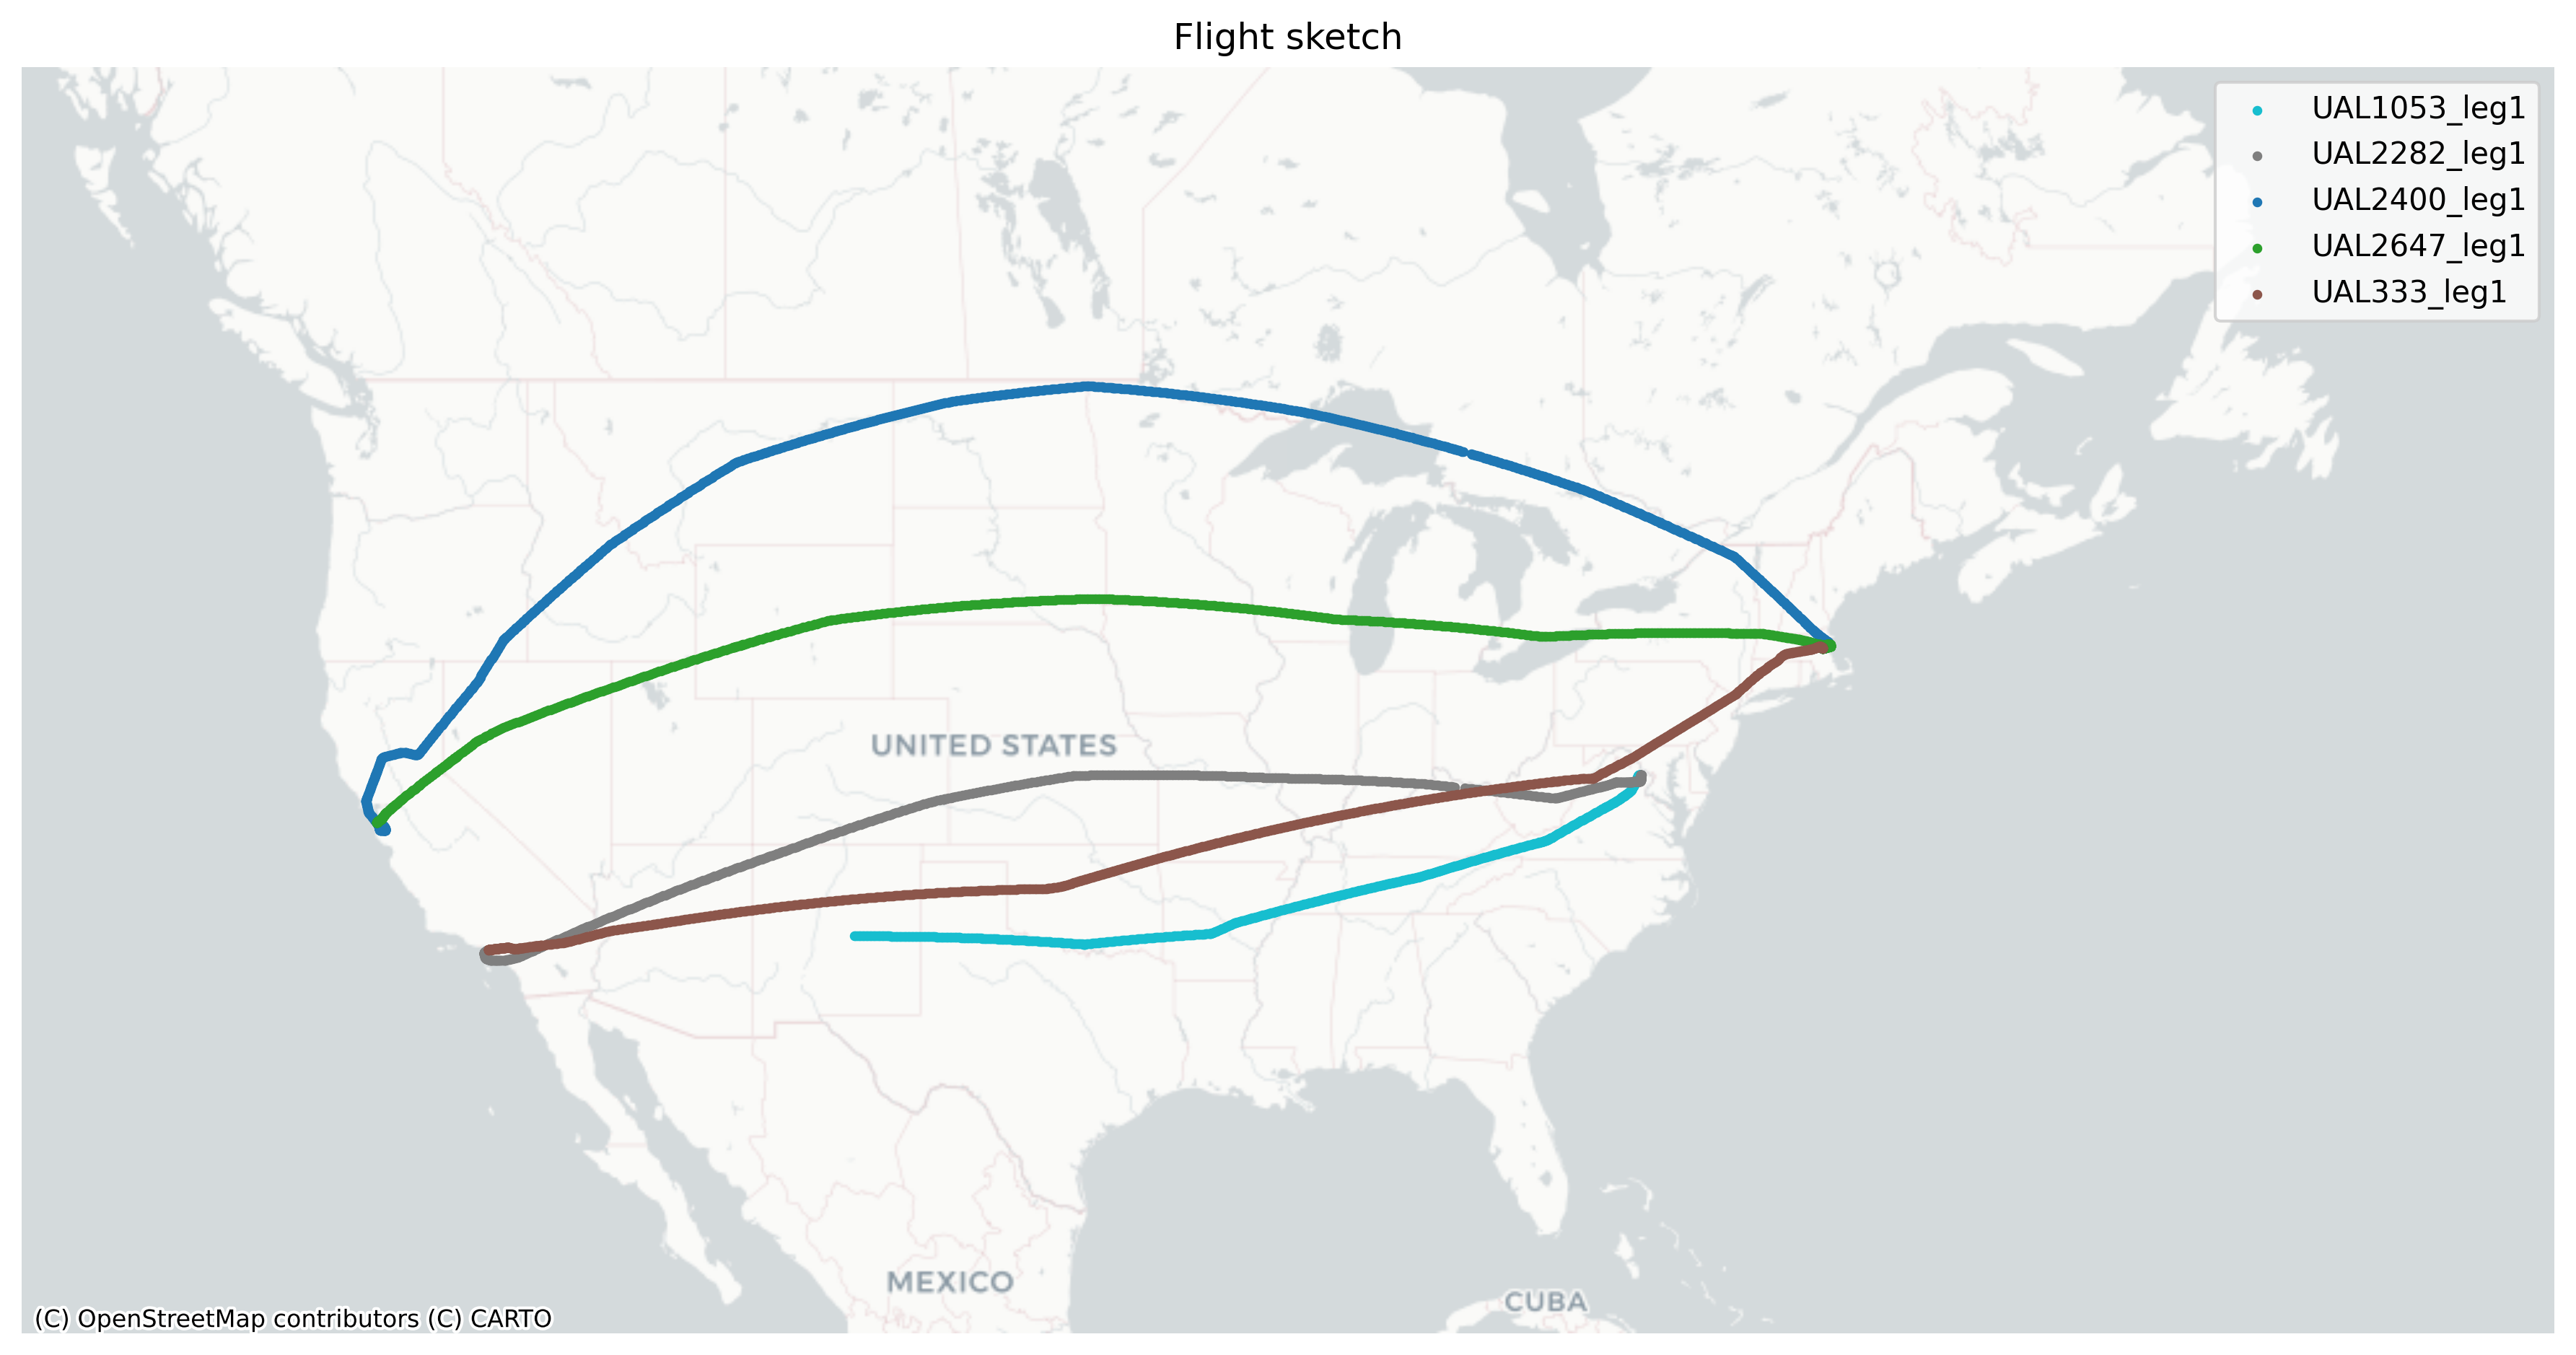 Flight sketch
UAL1053_leg1
UAL2282_leg1
UAL2400_leg1
UAL2647_leg1
UAL333_leg1
UNITED STATES
MEXICO
CUBA
(C) OpenStreetMap contributors (C) CARTO